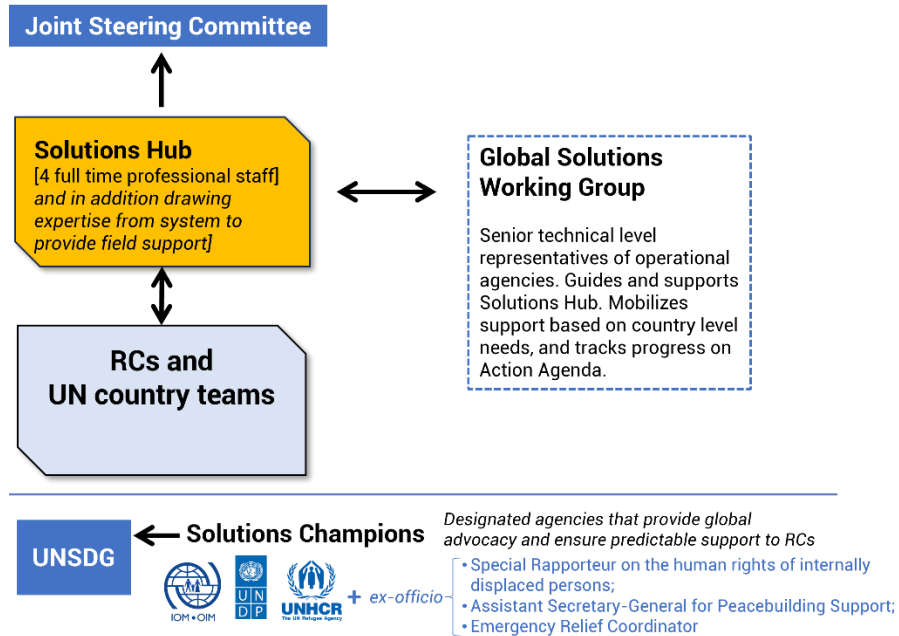 Joint Steering Committee
Solutions Hub
[4 full time professional staff]
and in addition drawing
expertise from system to
provide field support]
Global Solutions
Working Group
Senior technical level
representatives of operational
agencies. Guides and supports
Solutions Hub. Mobilizes
support based on country level
needs, and tracks progress on
Action Agenda.
RCs and
UN country teams
UNSDG
Solutions Champions
Designated agencies that provide global
advocacy and ensure predictable support to RCs
IOM • OIM
U N
D P
UNHCR
The UN Refugee Agency
+ ex-officio
• Special Rapporteur on the human rights of internally
displaced persons;
• Assistant Secretary-General for Peacebuilding Support;
• Emergency Relief Coordinator